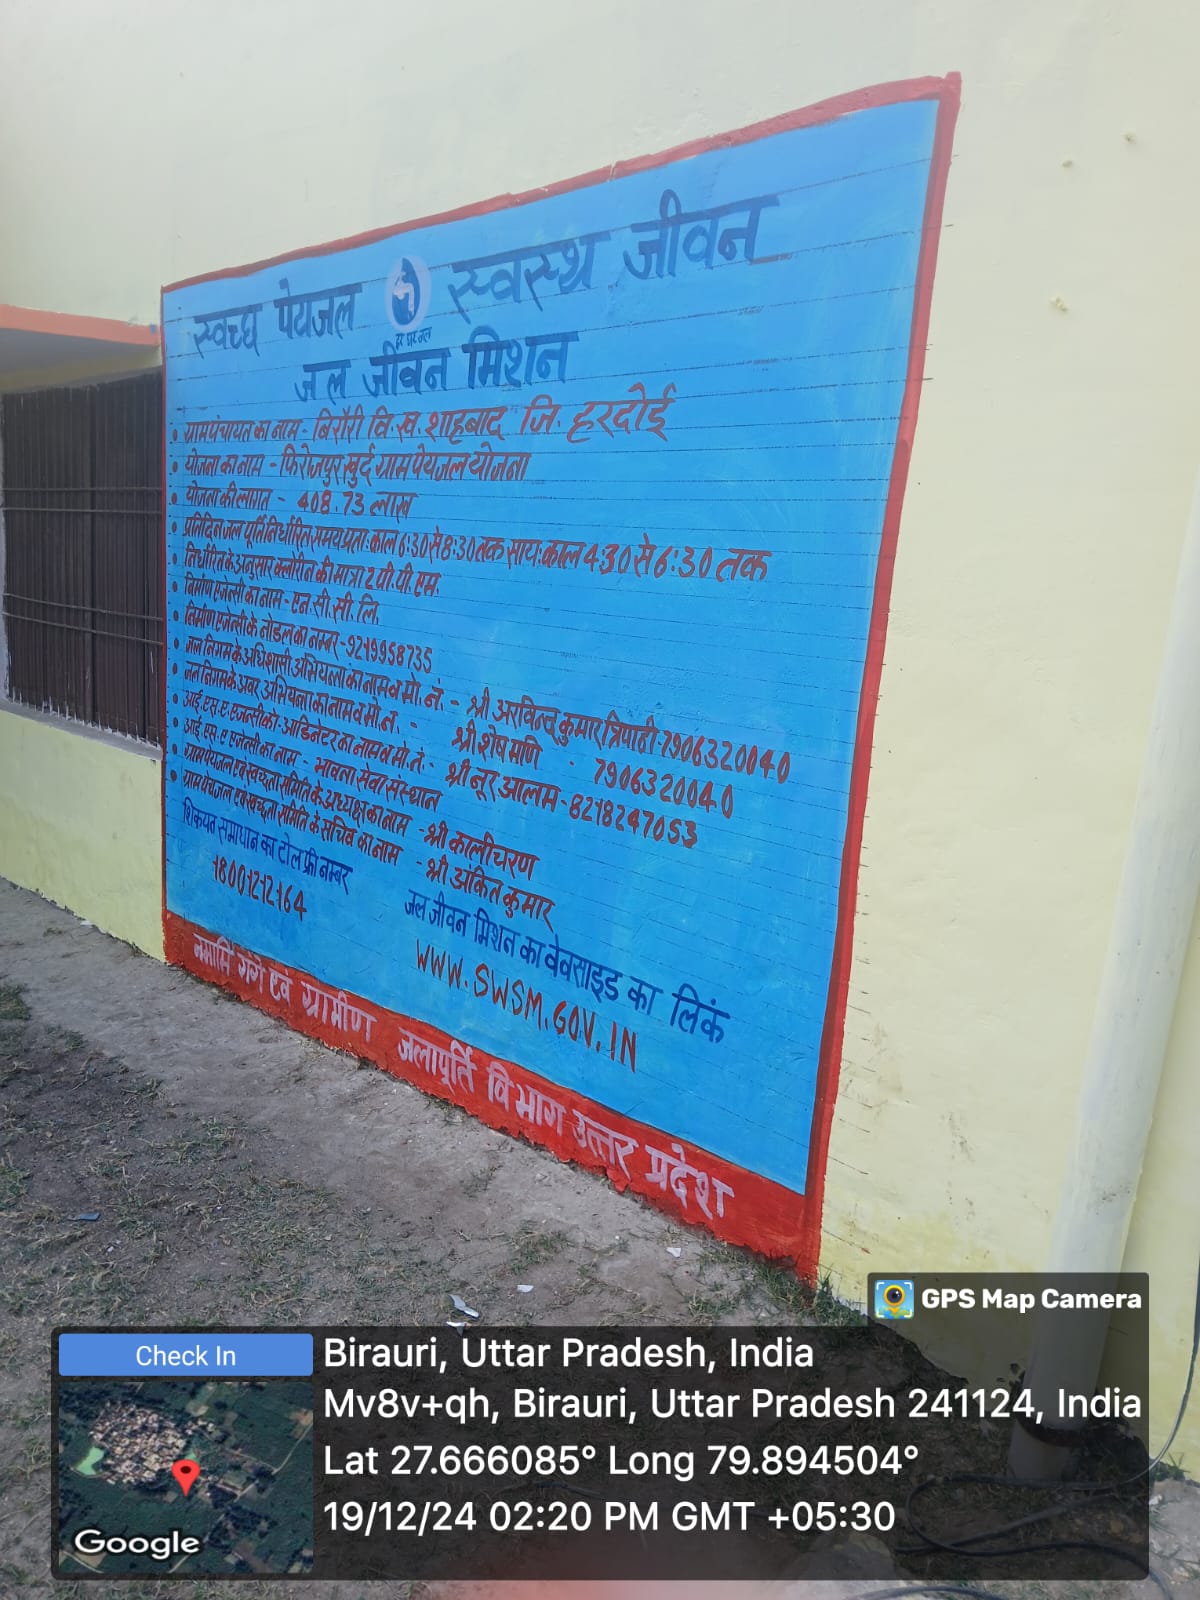 स्वच्छ पेयजल स्वस्थ जीवन
हर घर जल
जल जीवन मिशन
• ग्रामपंचायत का नाम - बिरौरी वि.ख. शाहबाद जि. हरदोई
• योजना का नाम - फिरोजपुर खुर्द ग्राम पेयजल योजना
• योजना की लागत - 408.73 लाख
• प्रतिदिन जल पूर्ति निर्धारित समय प्रता:काल 6:30 से 8:30 तक साय:काल 4:30 से 6:30 तक
• निर्धारित के अनुसार क्लोरीन की मात्रा 2 पी.पी.एम.
• निर्माण एजेन्सी का नाम - एन.सी.सी.लि.
• निर्माण एजेन्सी के नोडल का नम्बर - 9219958735
• जल निगम के अधिशासी अभियन्ता का नाम व मो.नं. - श्री अरविन्द कुमार त्रिपाठी - 7906320040
• जल निगम के अवर अभियन्ता का नाम व मो.न. - श्री शेषमणि - 7906320040
• आई.एस.ए. एजेन्सी को-आडिनेटर का नाम व मो.नं. - श्री नूर आलम - 8218247053
• आई.एस.ए एजेन्सी का नाम - भावना सेवा संस्थान
• ग्राम पेयजल एवं स्वच्छता समिति के अध्यक्ष का नाम - श्री कालीचरण
• ग्राम पेयजल एवं स्वच्छता समिति के सचिव का नाम - श्री अंकित कुमार
शिकयत समाधान का टोल फ्री नम्बर
18001212164
जल जीवन मिशन का वेवसाइड का लिंक
WWW.SWSM.GOV.IN
नमामि गंगे एवं ग्रामीण जलापूर्ति विभाग उत्तर प्रदेश
GPS Map Camera
Check In
Google
Birauri, Uttar Pradesh, India
Mv8v+qh, Birauri, Uttar Pradesh 241124, India
Lat 27.666085° Long 79.894504°
19/12/24 02:20 PM GMT +05:30